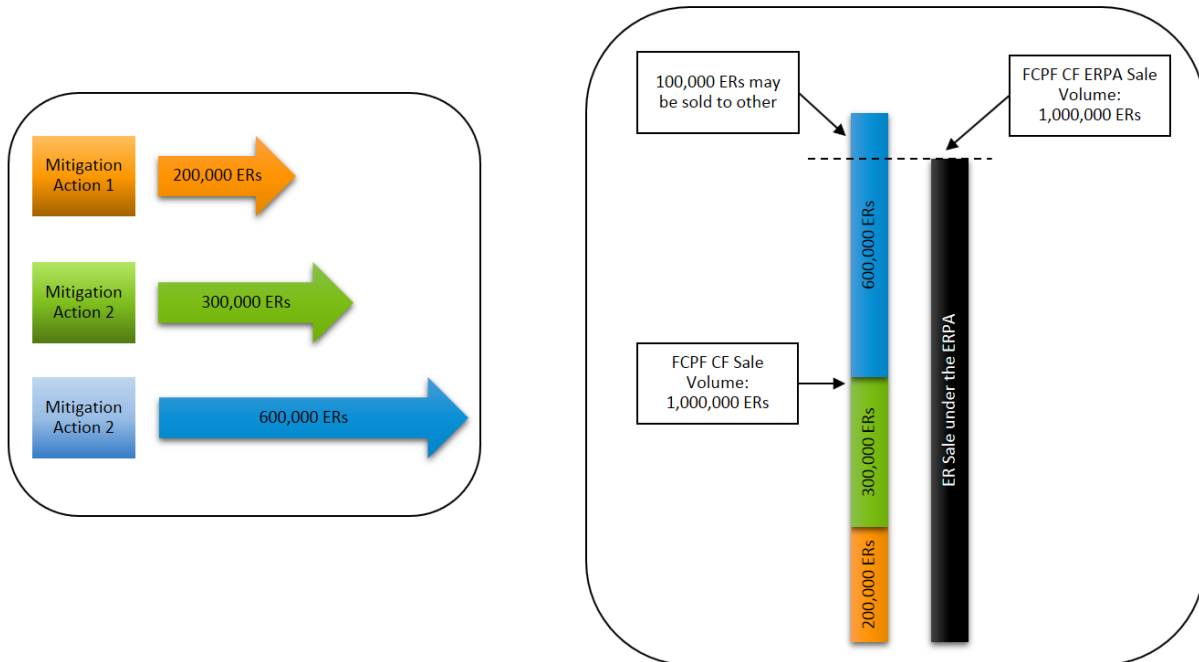 Mitigation
Action 1
200,000 ERs
Mitigation
Action 2
300,000 ERs
Mitigation
Action 2
600,000 ERs
100,000 ERs may
be sold to other
FCPF CF ERPA Sale
Volume:
1,000,000 ERs
FCPF CF Sale
Volume:
1,000,000 ERs
600,000 ERs
300,000 ERs
200,000 ERs
ER Sale under the ERPA